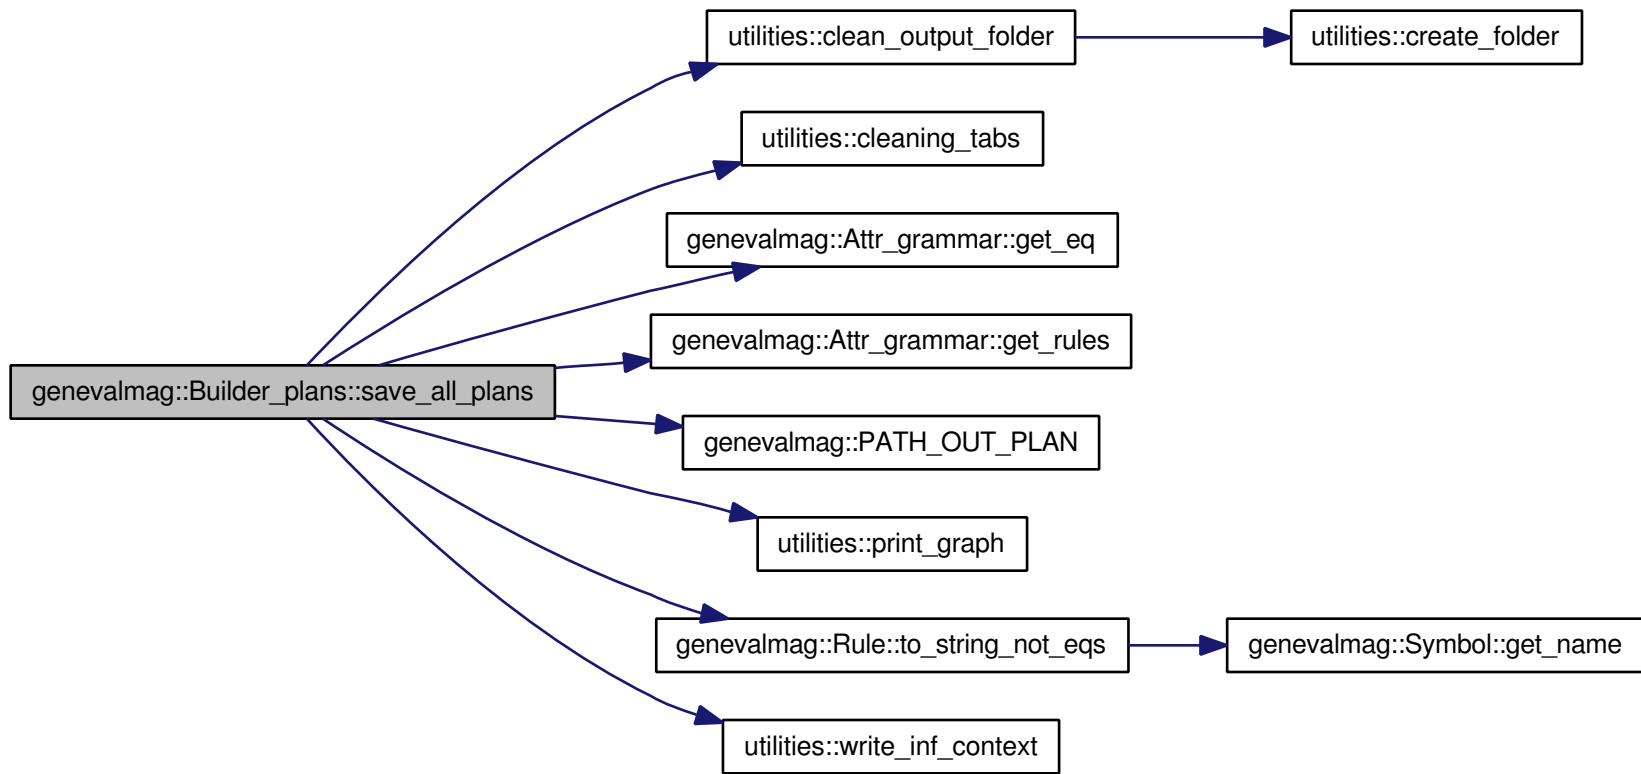 utilities::clean_output_folder
utilities::create_folder
utilities::cleaning_tabs
genevalmag::Attr_grammar::get_eq
genevalmag::Attr_grammar::get_rules
genevalmag::Builder_plans::save_all_plans
genevalmag::PATH_OUT_PLAN
utilities::print_graph
genevalmag::Rule::to_string_not_eqs
genevalmag::Symbol::get_name
utilities::write_inf_context